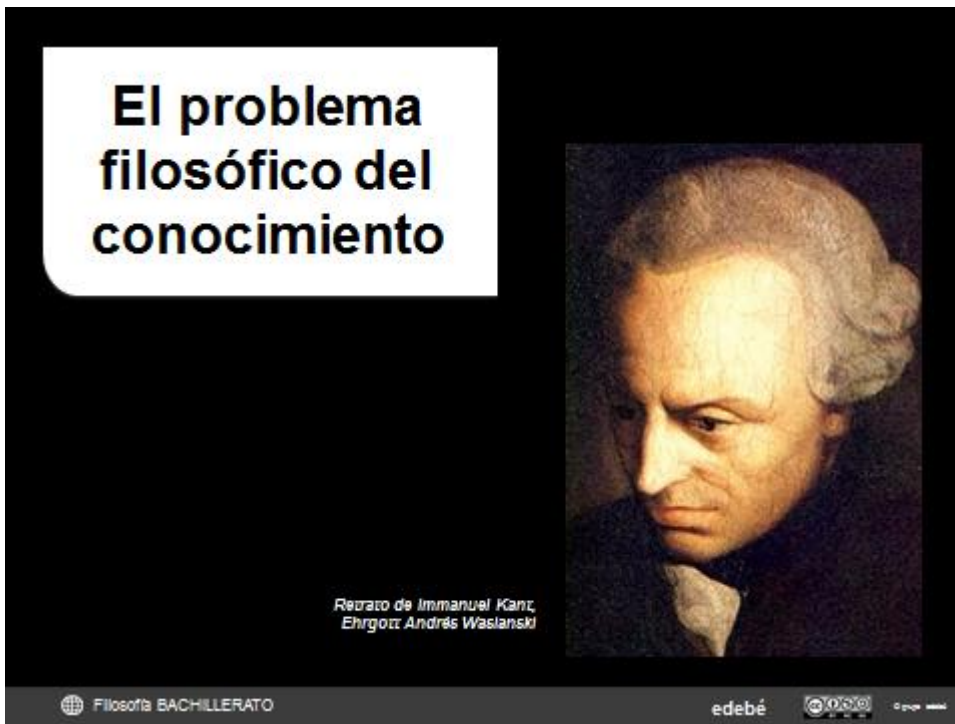 El problema
filosófico del
conocimiento
Retrato de Immanuel Kant,
Ehrgott Andrés Wasianski
Filosofía BACHILLERATO
edebé